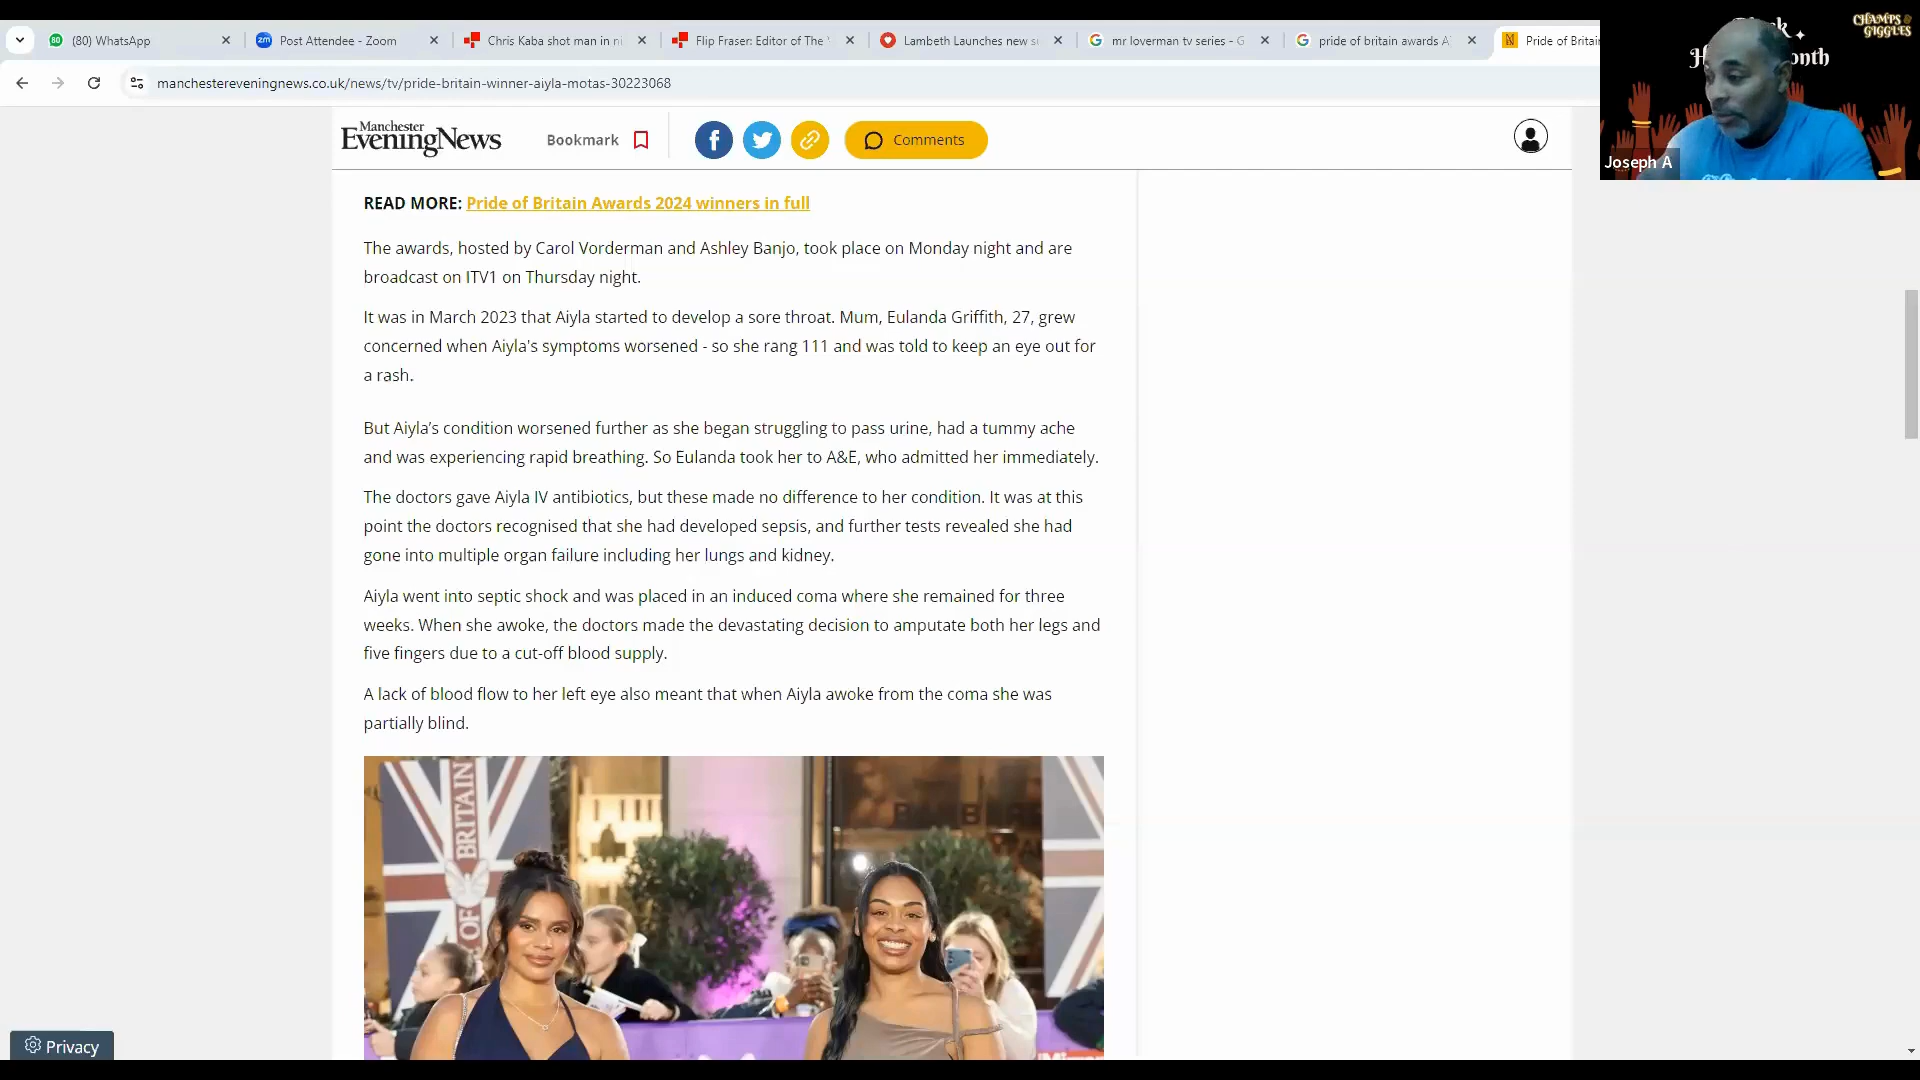 (80) WhatsApp
Post Attendee - Zoom
Chris Kaba shot man in ni
Flip Fraser: Editor of The
Lambeth Launches new s
mr loverman tv series - G
pride of britain awards A
Pride of Britai
manchestereveningnews.co.uk/news/tv/pride-britain-winner-aiyla-motas-30223068
CHAMPS &
GIGGLES
Joseph A
Manchester
EveningNews
Bookmark
Comments
READ MORE: Pride of Britain Awards 2024 winners in full
The awards, hosted by Carol Vorderman and Ashley Banjo, took place on Monday night and are
broadcast on ITV1 on Thursday night.
It was in March 2023 that Aiyla started to develop a sore throat. Mum, Eulanda Griffith, 27, grew
concerned when Aiyla's symptoms worsened - so she rang 111 and was told to keep an eye out for
a rash.
But Aiyla’s condition worsened further as she began struggling to pass urine, had a tummy ache
and was experiencing rapid breathing. So Eulanda took her to A&E, who admitted her immediately.
The doctors gave Aiyla IV antibiotics, but these made no difference to her condition. It was at this
point the doctors recognised that she had developed sepsis, and further tests revealed she had
gone into multiple organ failure including her lungs and kidney.
Aiyla went into septic shock and was placed in an induced coma where she remained for three
weeks. When she awoke, the doctors made the devastating decision to amputate both her legs and
five fingers due to a cut-off blood supply.
A lack of blood flow to her left eye also meant that when Aiyla awoke from the coma she was
partially blind.
OF BRITAIN
Privacy